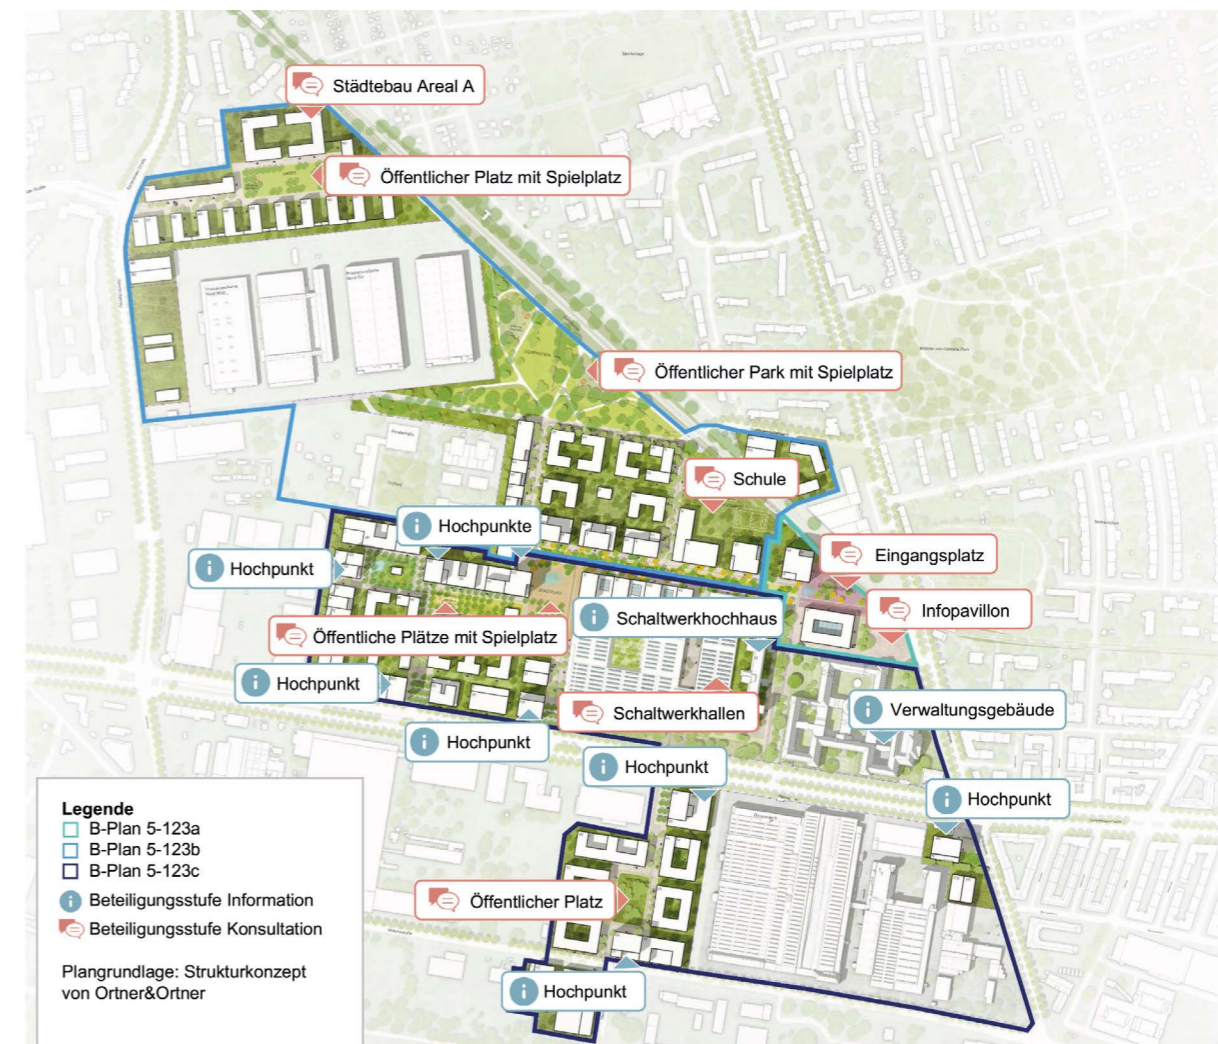 Städtebau Areal A
Öffentlicher Platz mit Spielplatz
Öffentlicher Park mit Spielplatz
Schule
Hochpunkte
Eingangsplatz
Hochpunkt
Infopavillon
Schaltwerkhochhaus
Öffentliche Plätze mit Spielplatz
Hochpunkt
Schaltwerkhallen
Verwaltungsgebäude
Hochpunkt
Hochpunkt
Hochpunkt
Öffentlicher Platz
Hochpunkt
Legende
B-Plan 5-123a
B-Plan 5-123b
B-Plan 5-123c
Beteiligungsstufe Information
Beteiligungsstufe Konsultation
Plangrundlage: Strukturkonzept
von Ortner&Ortner